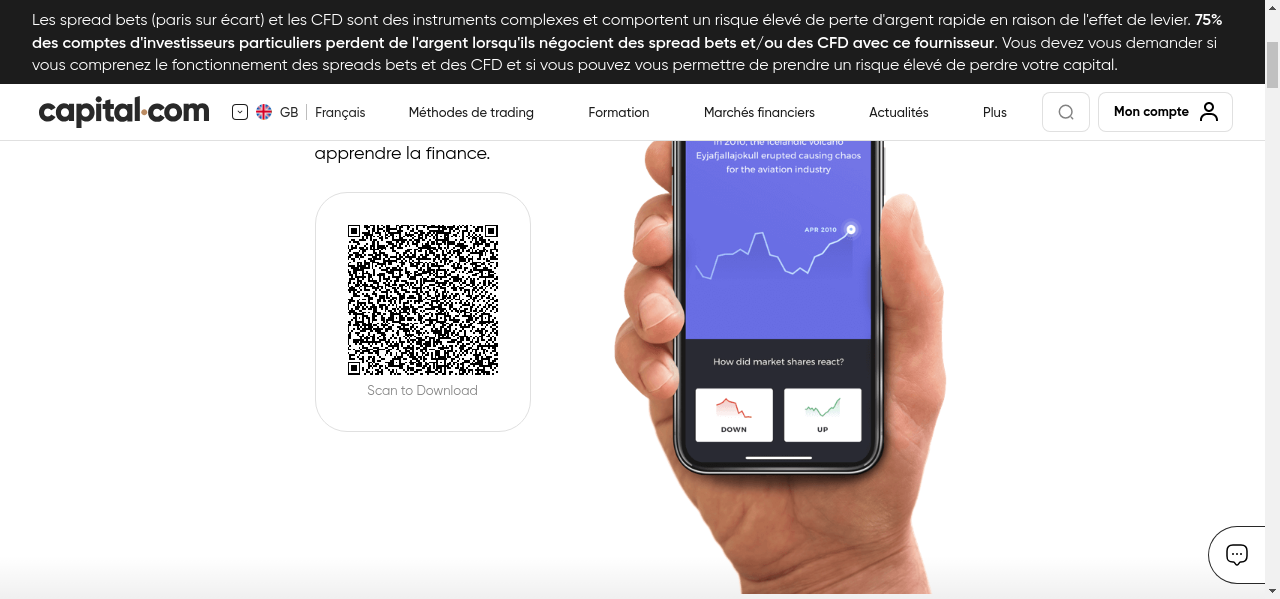 Les spread bets (paris sur écart) et les CFD sont des instruments complexes et comportent un risque élevé de perte d'argent rapide en raison de l'effet de levier. 75%
des comptes d'investisseurs particuliers perdent de l'argent lorsqu'ils négocient des spread bets et/ou des CFD avec ce fournisseur. Vous devez vous demander si
vous comprenez le fonctionnement des spreads bets et des CFD et si vous pouvez vous permettre de prendre un risque élevé de perdre votre capital.
capital.com GB Français Méthodes de trading Formation Marchés financiers Actualités Plus Mon compte
apprendre la finance.
In 2010, the Icelandic volcano
Eyjafjallajokull erupted causing chaos
for the aviation industry
APR 2010
Scan to Download
How did market shares react?
DOWN UP